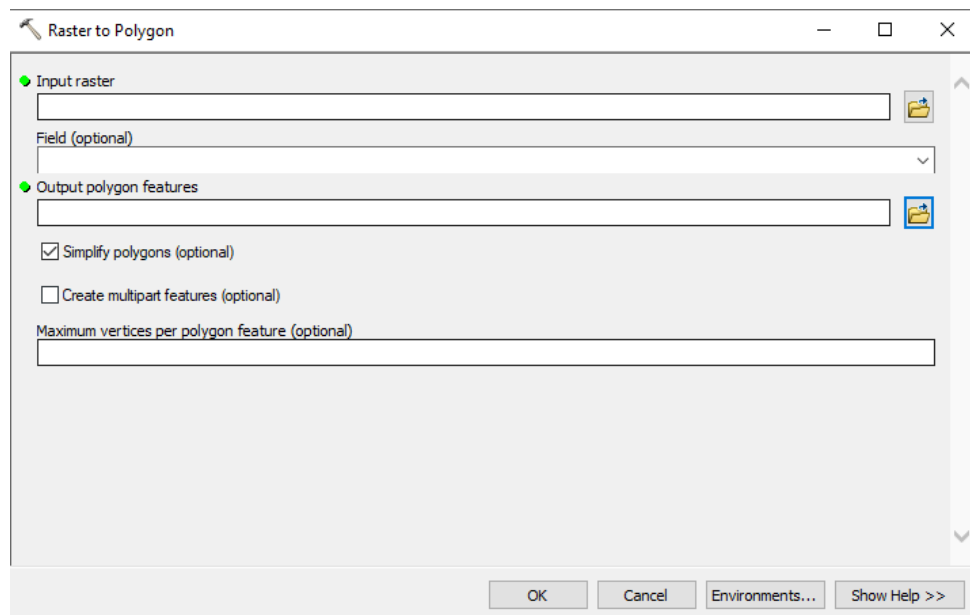 Raster to Polygon
Input raster
Field (optional)
Output polygon features
Simplify polygons (optional)
Create multipart features (optional)
Maximum vertices per polygon feature (optional)
OK Cancel Environments... Show Help >>